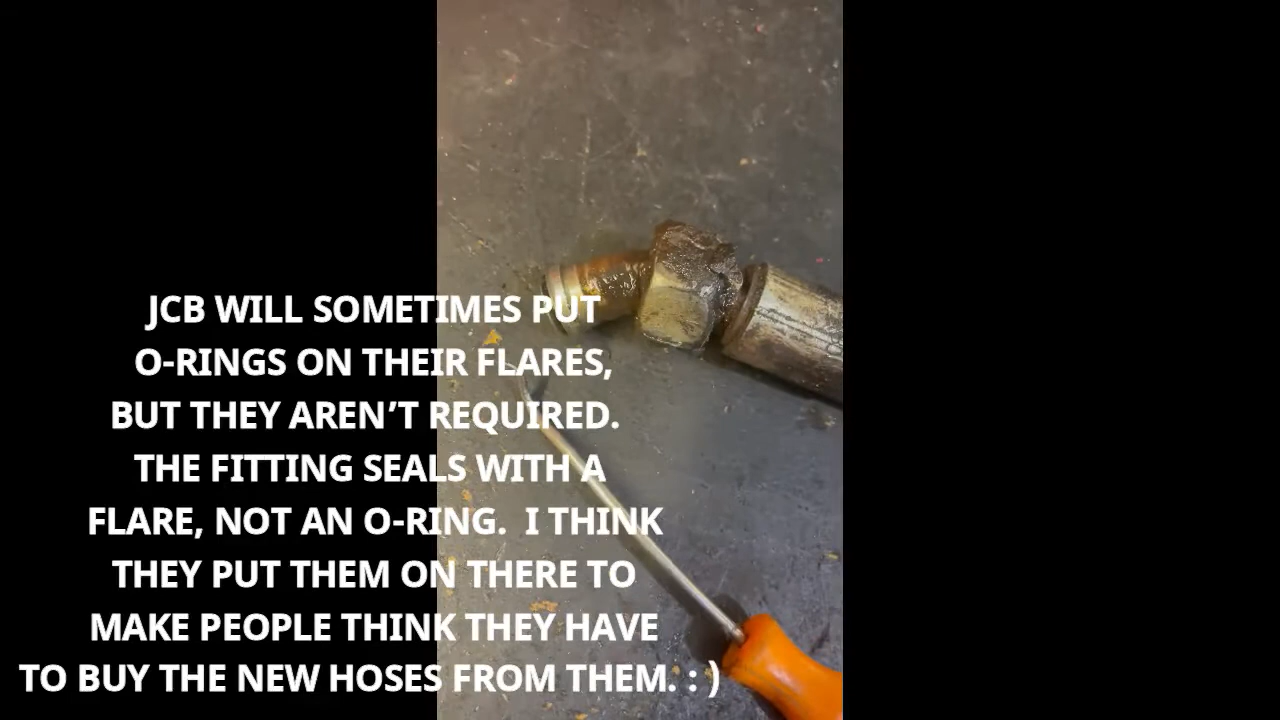 JCB WILL SOMETIMES PUT
O-RINGS ON THEIR FLARES,
BUT THEY AREN’T REQUIRED.
THE FITTING SEALS WITH A
FLARE, NOT AN O-RING.  I THINK
THEY PUT THEM ON THERE TO
MAKE PEOPLE THINK THEY HAVE
TO BUY THE NEW HOSES FROM THEM. : )